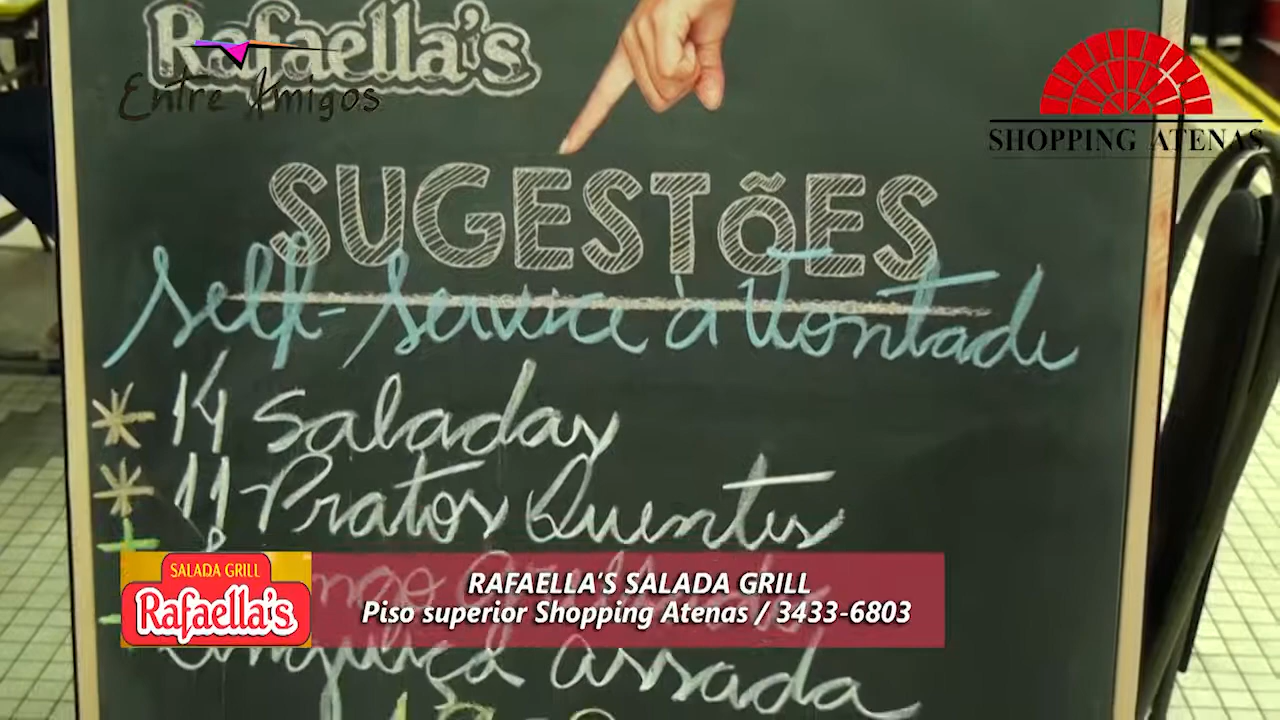 Rafaella's
Entre Amigos
SHOPPING ATENAS
SUGESTÕES
Self-Service à Vontade
* 14 Saladas
* 11 Pratos Quentes
SALADA GRILL
Rafaella's
RAFAELLA'S SALADA GRILL
Piso superior Shopping Atenas / 3433-6803
Linguiça assada